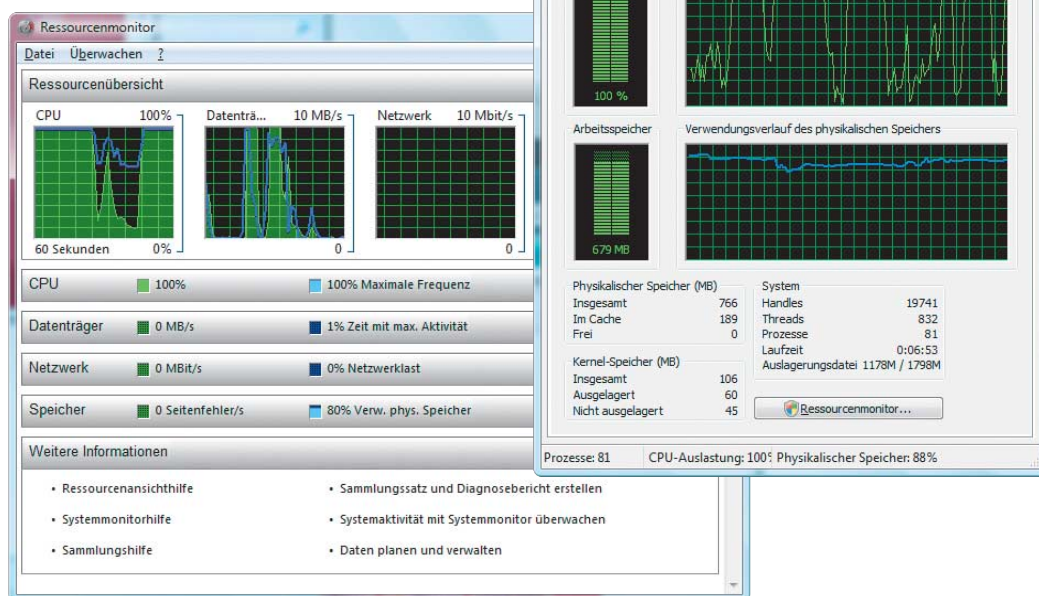 Ressourcenmonitor
Datei Überwachen ?
Ressourcenübersicht
CPU 100%
60 Sekunden 0%
Datenträ... 10 MB/s
0
Netzwerk 10 Mbit/s
0
CPU 100% 100% Maximale Frequenz
Datenträger 0 MB/s 1% Zeit mit max. Aktivität
Netzwerk 0 MBit/s 0% Netzwerklast
Speicher 0 Seitenfehler/s 80% Verw. phys. Speicher
Weitere Informationen
• Ressourcenansichthilfe
• Sammlungssatz und Diagnosebericht erstellen
• Systemmonitorhilfe
• Systemaktivität mit Systemmonitor überwachen
• Sammlungshilfe
• Daten planen und verwalten
100 %
Arbeitsspeicher
679 MB
Verwendungsverlauf des physikalischen Speichers
Physikalischer Speicher (MB)
Insgesamt 766
Im Cache 189
Frei 0
Kernel-Speicher (MB)
Insgesamt 106
Ausgelagert 60
Nicht ausgelagert 45
System
Handles 19741
Threads 832
Prozesse 81
Laufzeit 0:06:53
Auslagerungsdatei 1178M / 1798M
Ressourcenmonitor...
Prozesse: 81 CPU-Auslastung: 100% Physikalischer Speicher: 88%